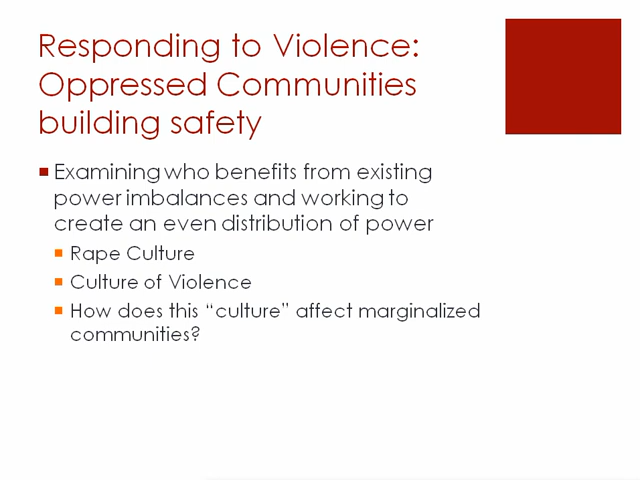 Responding to Violence:
Oppressed Communities
building safety
Examining who benefits from existing
power imbalances and working to
create an even distribution of power
Rape Culture
Culture of Violence
How does this “culture” affect marginalized
communities?